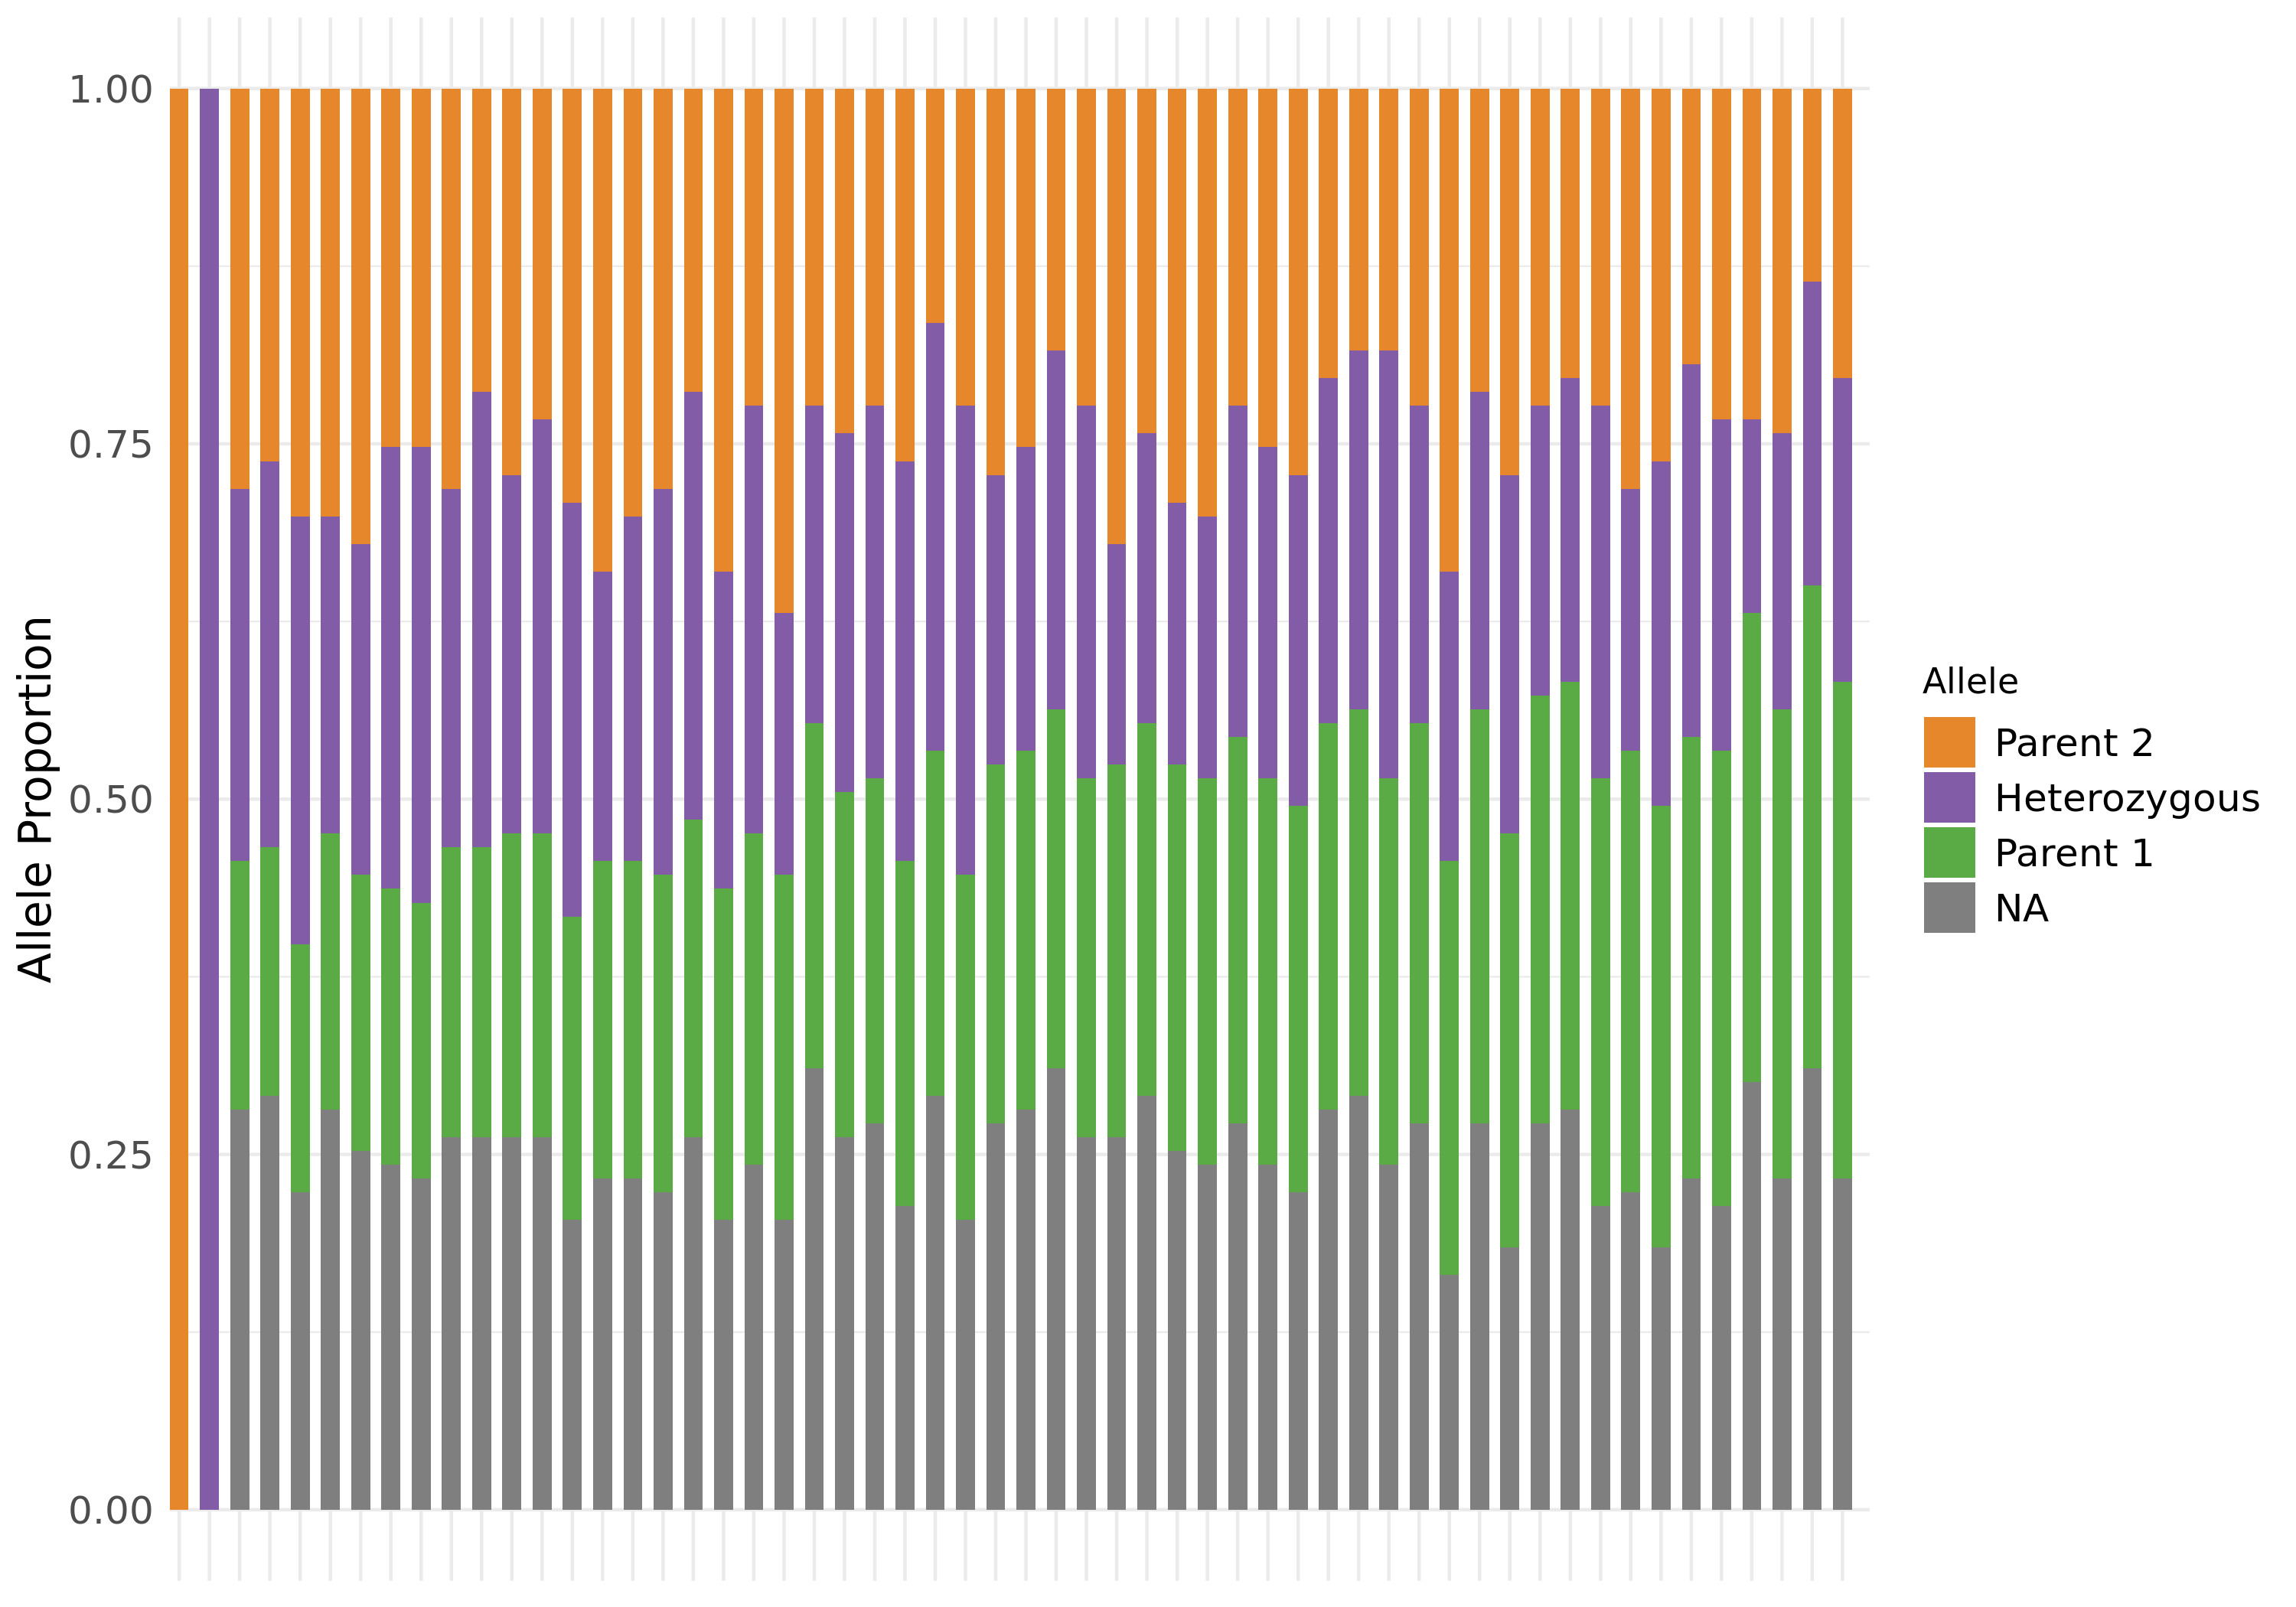 Allele Proportion
1.00
0.75
0.50
0.25
0.00
Allele
Parent 2
Heterozygous
Parent 1
NA